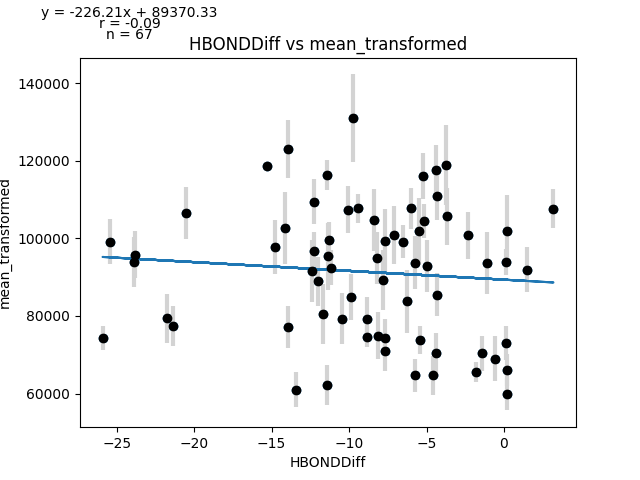 y = -226.21x + 89370.33
r = -0.09
n = 67
HBONDDiff vs mean_transformed
140000
120000
100000
80000
60000
mean_transformed
−25
−20
−15
−10
−5
0
HBONDDiff